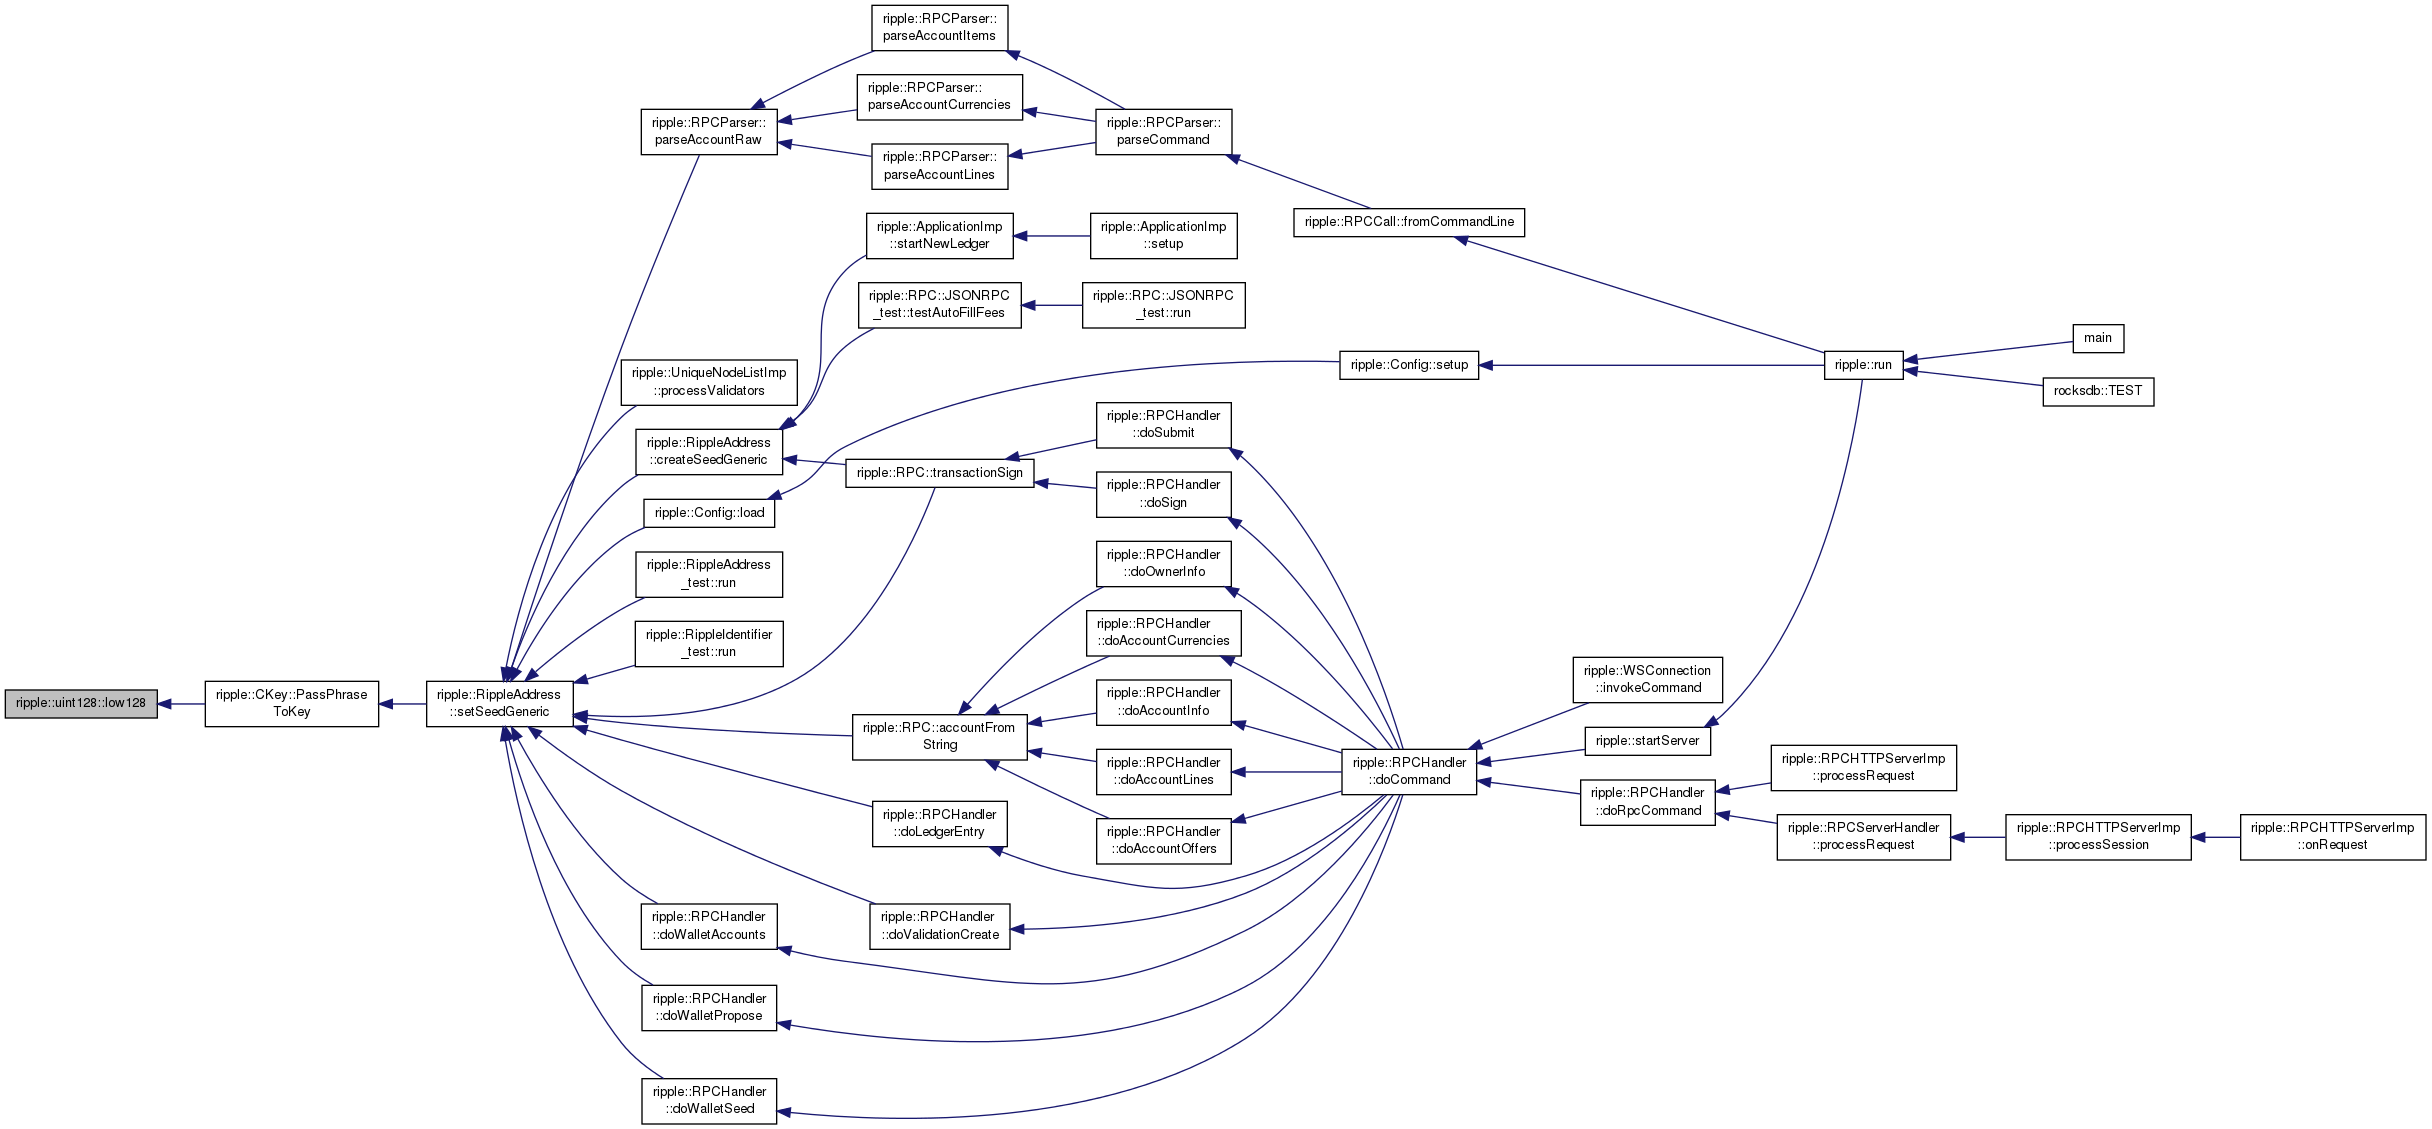 ripple::RPCParser::
parseAccountItems
ripple::RPCParser::
parseAccountCurrencies
ripple::RPCParser::
parseAccountRaw
ripple::RPCParser::
parseCommand
ripple::RPCParser::
parseAccountLines
ripple::RPCCall::fromCommandLine
ripple::ApplicationImp
::startNewLedger
ripple::ApplicationImp
::setup
ripple::RPC::JSONRPC
_test::testAutoFillFees
ripple::RPC::JSONRPC
_test::run
main
ripple::UniqueNodeListImp
::processValidators
ripple::Config::setup
ripple::run
rocksdb::TEST
ripple::RPCHandler
::doSubmit
ripple::RippleAddress
::createSeedGeneric
ripple::RPC::transactionSign
ripple::RPCHandler
::doSign
ripple::Config::load
ripple::RippleAddress
_test::run
ripple::RPCHandler
::doOwnerInfo
ripple::RippleIdentifier
_test::run
ripple::RPCHandler
::doAccountCurrencies
ripple::uint128::low128
ripple::CKey::PassPhrase
ToKey
ripple::RippleAddress
::setSeedGeneric
ripple::RPCHandler
::doAccountInfo
ripple::WSConnection
::invokeCommand
ripple::RPC::accountFrom
String
ripple::startServer
ripple::RPCHandler
::doAccountLines
ripple::RPCHandler
::doCommand
ripple::RPCHTTPServerImp
::processRequest
ripple::RPCHandler
::doRpcCommand
ripple::RPCHandler
::doLedgerEntry
ripple::RPCHandler
::doAccountOffers
ripple::RPCServerHandler
::processRequest
ripple::RPCHTTPServerImp
::processSession
ripple::RPCHTTPServerImp
::onRequest
ripple::RPCHandler
::doWalletAccounts
ripple::RPCHandler
::doValidationCreate
ripple::RPCHandler
::doWalletPropose
ripple::RPCHandler
::doWalletSeed